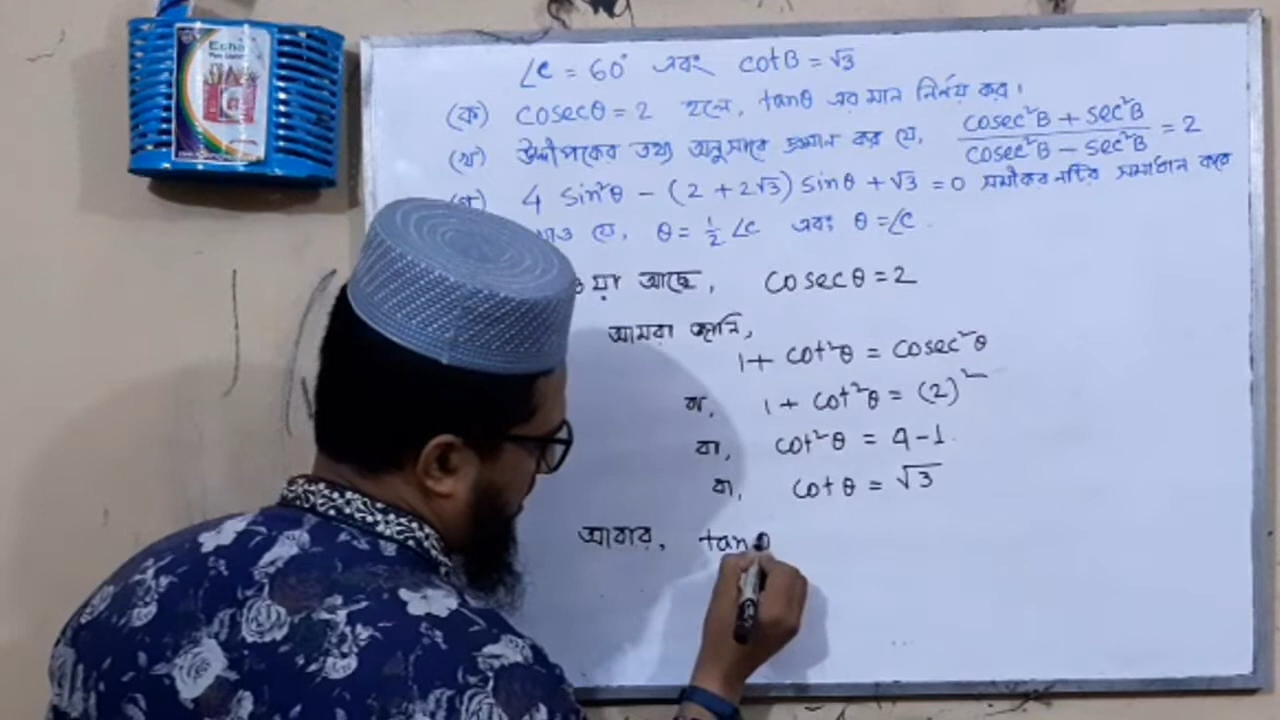 Echo
∠C = 60° এবং cotB = √3
(ক) cosecθ = 2 হলে, tanθ এর মান নির্ণয় কর।
(খ) উদ্দীপকের তথ্য অনুসারে প্রমাণ কর যে, (cosec²B + sec²B)/(cosec²B − sec²B) = 2
(গ) 4 sin²θ − (2 + 2√3) sinθ + √3 = 0 সমীকরণটির সমাধান করে
যে, θ = ½ ∠C এবং θ = ∠C.
আছে, cosecθ = 2
আমরা জানি,
1 + cot²θ = cosec²θ
বা, 1 + cot²θ = (2)²
বা, cot²θ = 4 − 1.
বা, cotθ = √3
আবার, tanθ